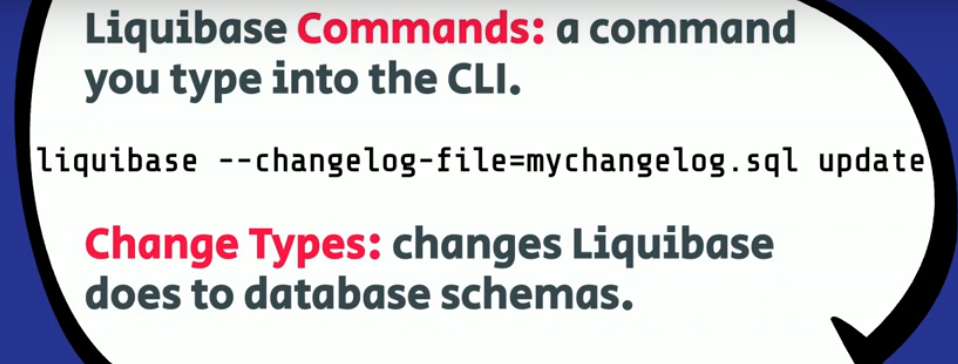 Liquibase Commands: a command
you type into the CLI.
liquibase --changelog-file=mychangelog.sql update
Change Types: changes Liquibase
does to database schemas.